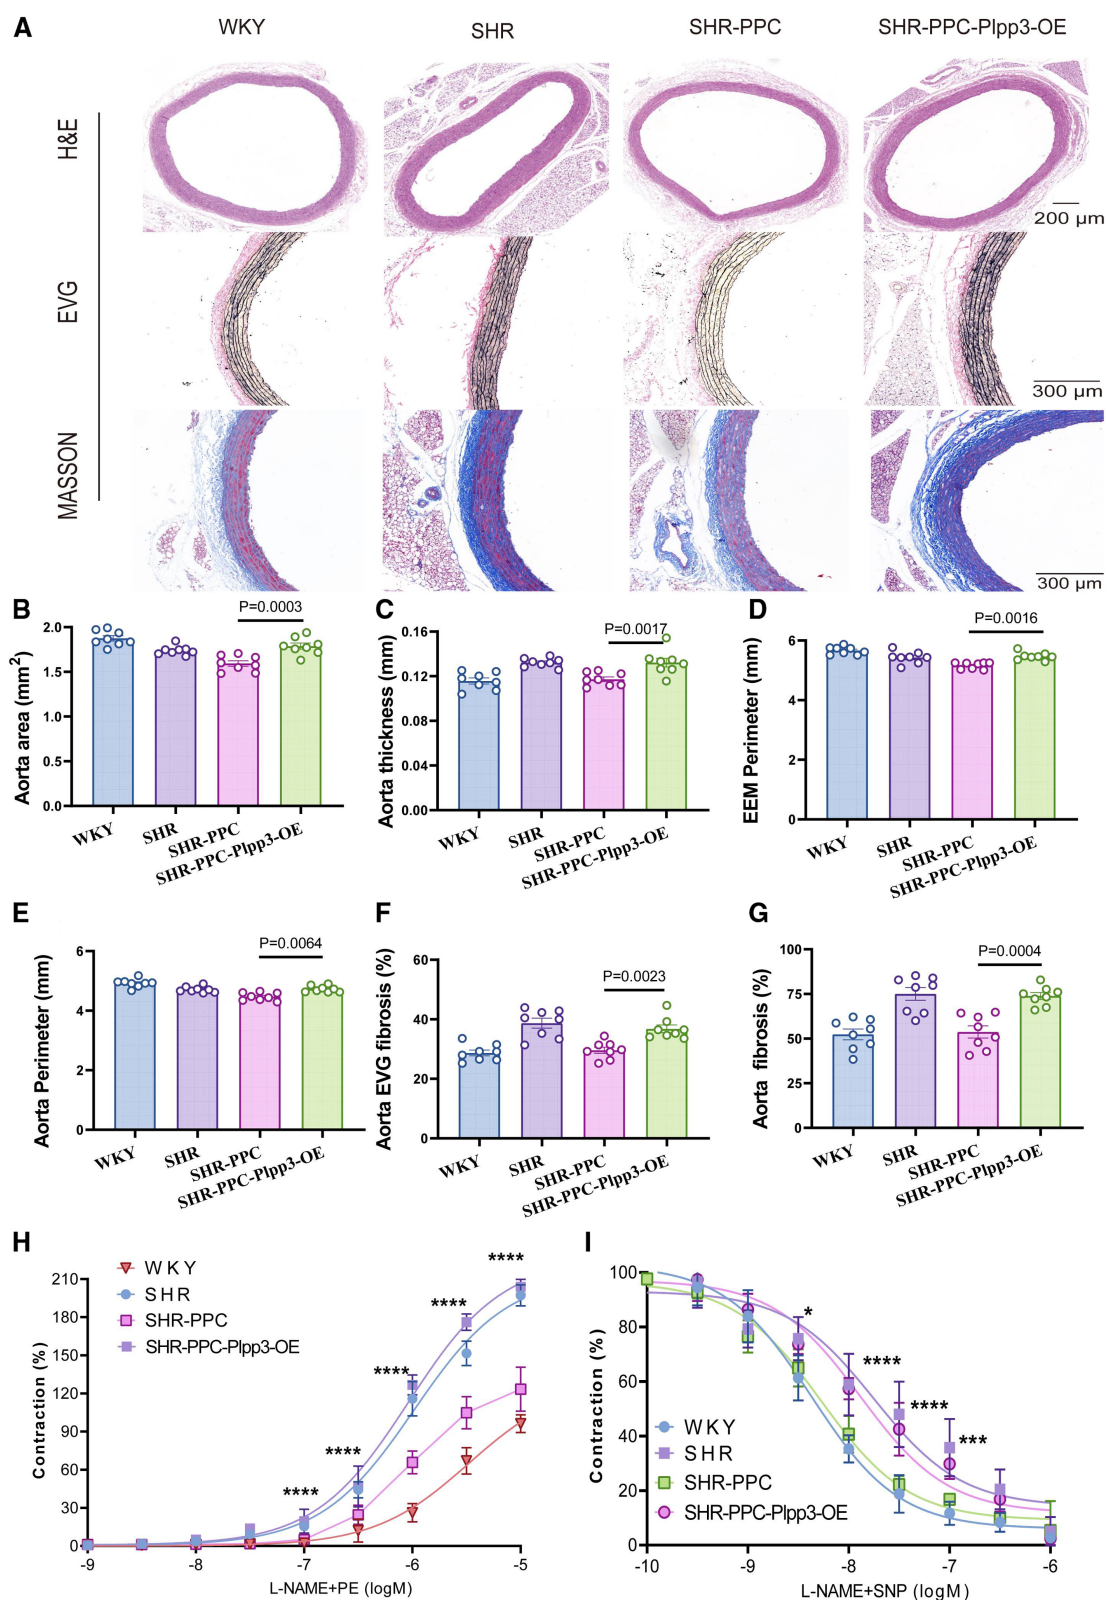 A
WKY
SHR
SHR-PPC
SHR-PPC-Plpp3-OE
H&E
200 µm
EVG
300 µm
MASSON
300 µm
B
P=0.0003
Aorta area (mm2)
2.0
1.5
1.0
0.5
0.0
WKY
SHR
SHR-PPC
SHR-PPC-Plpp3-OE
C
P=0.0017
Aorta thickness (mm)
0.16
0.12
0.08
0.04
0.00
WKY
SHR
SHR-PPC
SHR-PPC-Plpp3-OE
D
P=0.0016
EEM Perimeter (mm)
6
4
2
0
WKY
SHR
SHR-PPC
SHR-PPC-Plpp3-OE
E
P=0.0064
Aorta Perimeter (mm)
6
4
2
0
WKY
SHR
SHR-PPC
SHR-PPC-Plpp3-OE
F
P=0.0023
Aorta EVG fibrosis (%)
60
40
20
0
WKY
SHR
SHR-PPC
SHR-PPC-Plpp3-OE
G
P=0.0004
Aorta fibrosis (%)
100
75
50
25
0
WKY
SHR
SHR-PPC
SHR-PPC-Plpp3-OE
H
WKY
SHR
SHR-PPC
SHR-PPC-Plpp3-OE
Contraction (%)
210
180
150
120
90
60
30
0
****
****
****
****
****
-9
-8
-7
-6
-5
L-NAME+PE (logM)
I
Contraction (%)
100
80
60
40
20
0
*
****
****
***
WKY
SHR
SHR-PPC
SHR-PPC-Plpp3-OE
-10
-9
-8
-7
-6
L-NAME+SNP (logM)